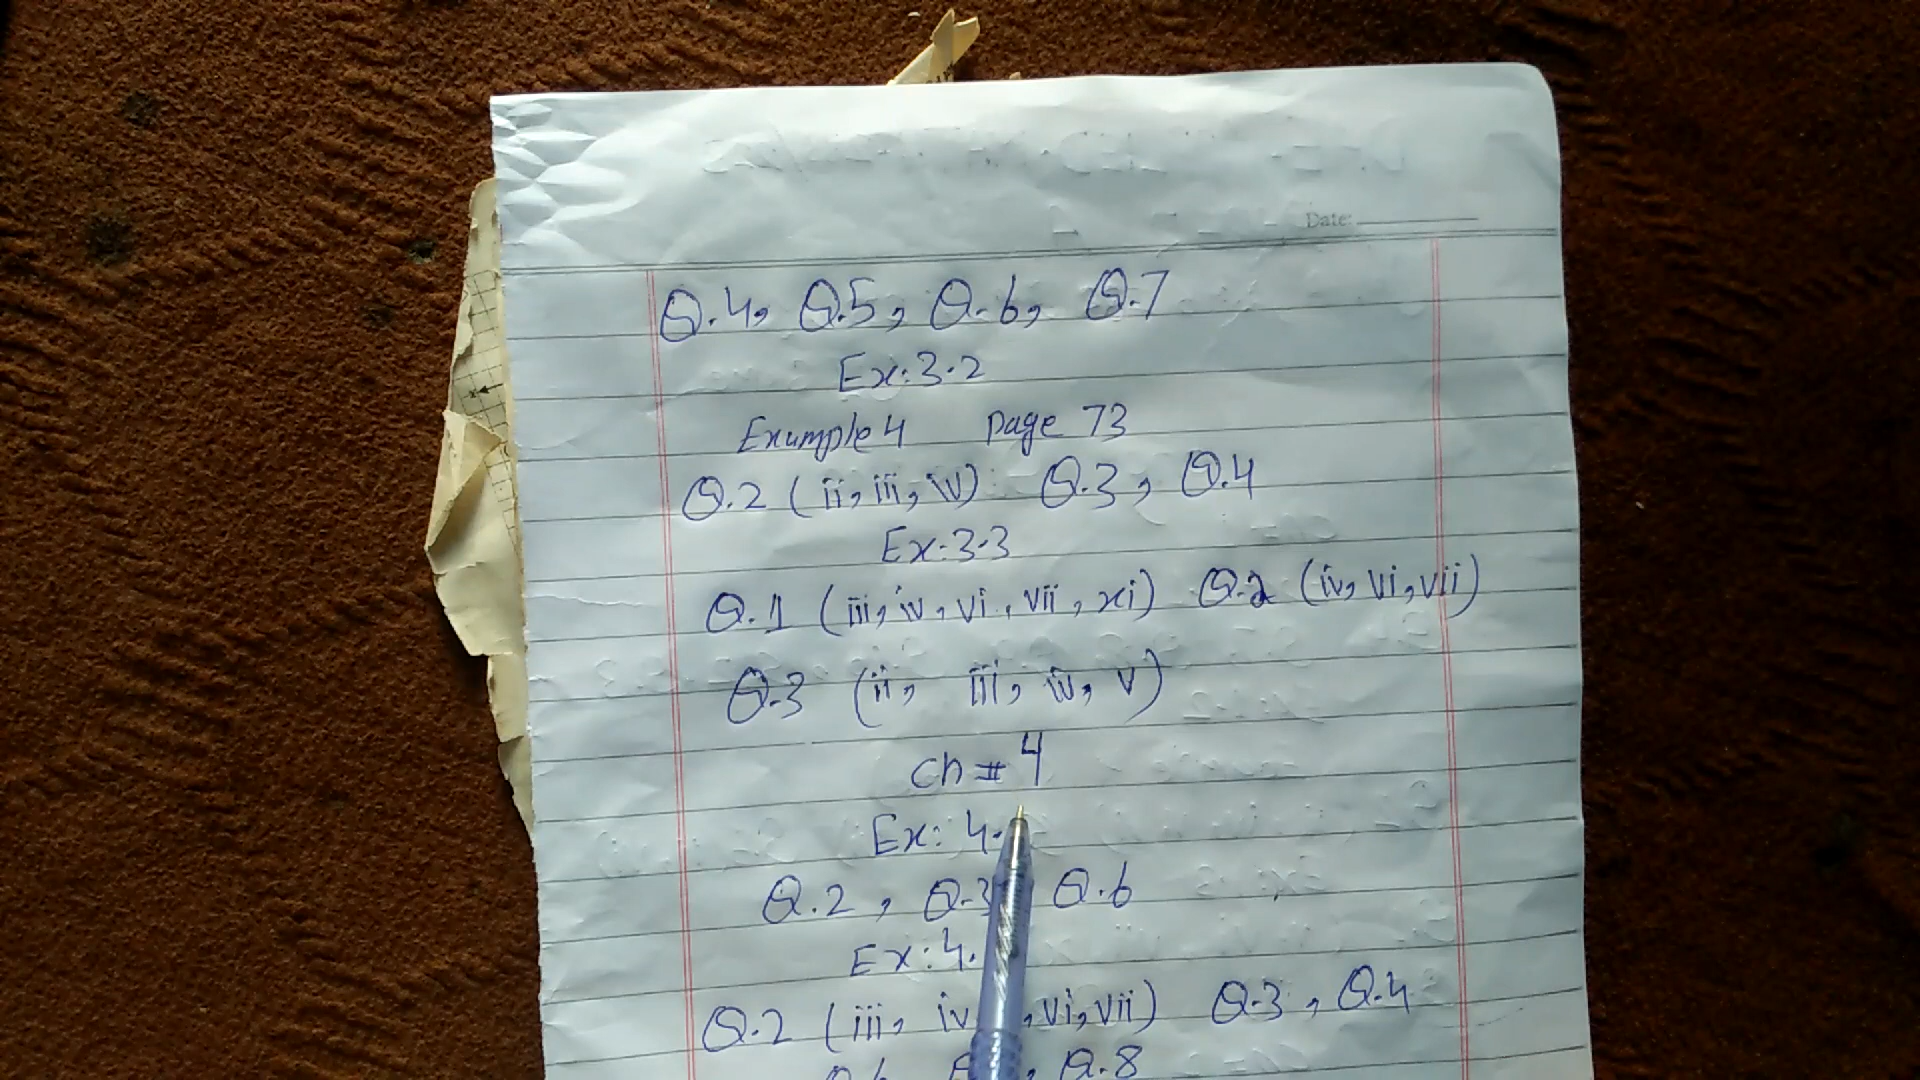 Date:
Q.4, Q.5, Q.6, Q.7
Ex:3.2
Example 4 page 73
Q.2 (ii, iii, iv) Q.3, Q.4
Ex:3.3
Q.1 (iii, iv, vi, vii, xi) Q.2 (iv, vi, vii)
Q.3 (ii, iii, iv, v)
Ch # 4
Ex: 4.
Q.2, Q.3 Q.6
Ex:4.
Q.2 (iii, iv , vi, vii) Q.3, Q.4
Q.8